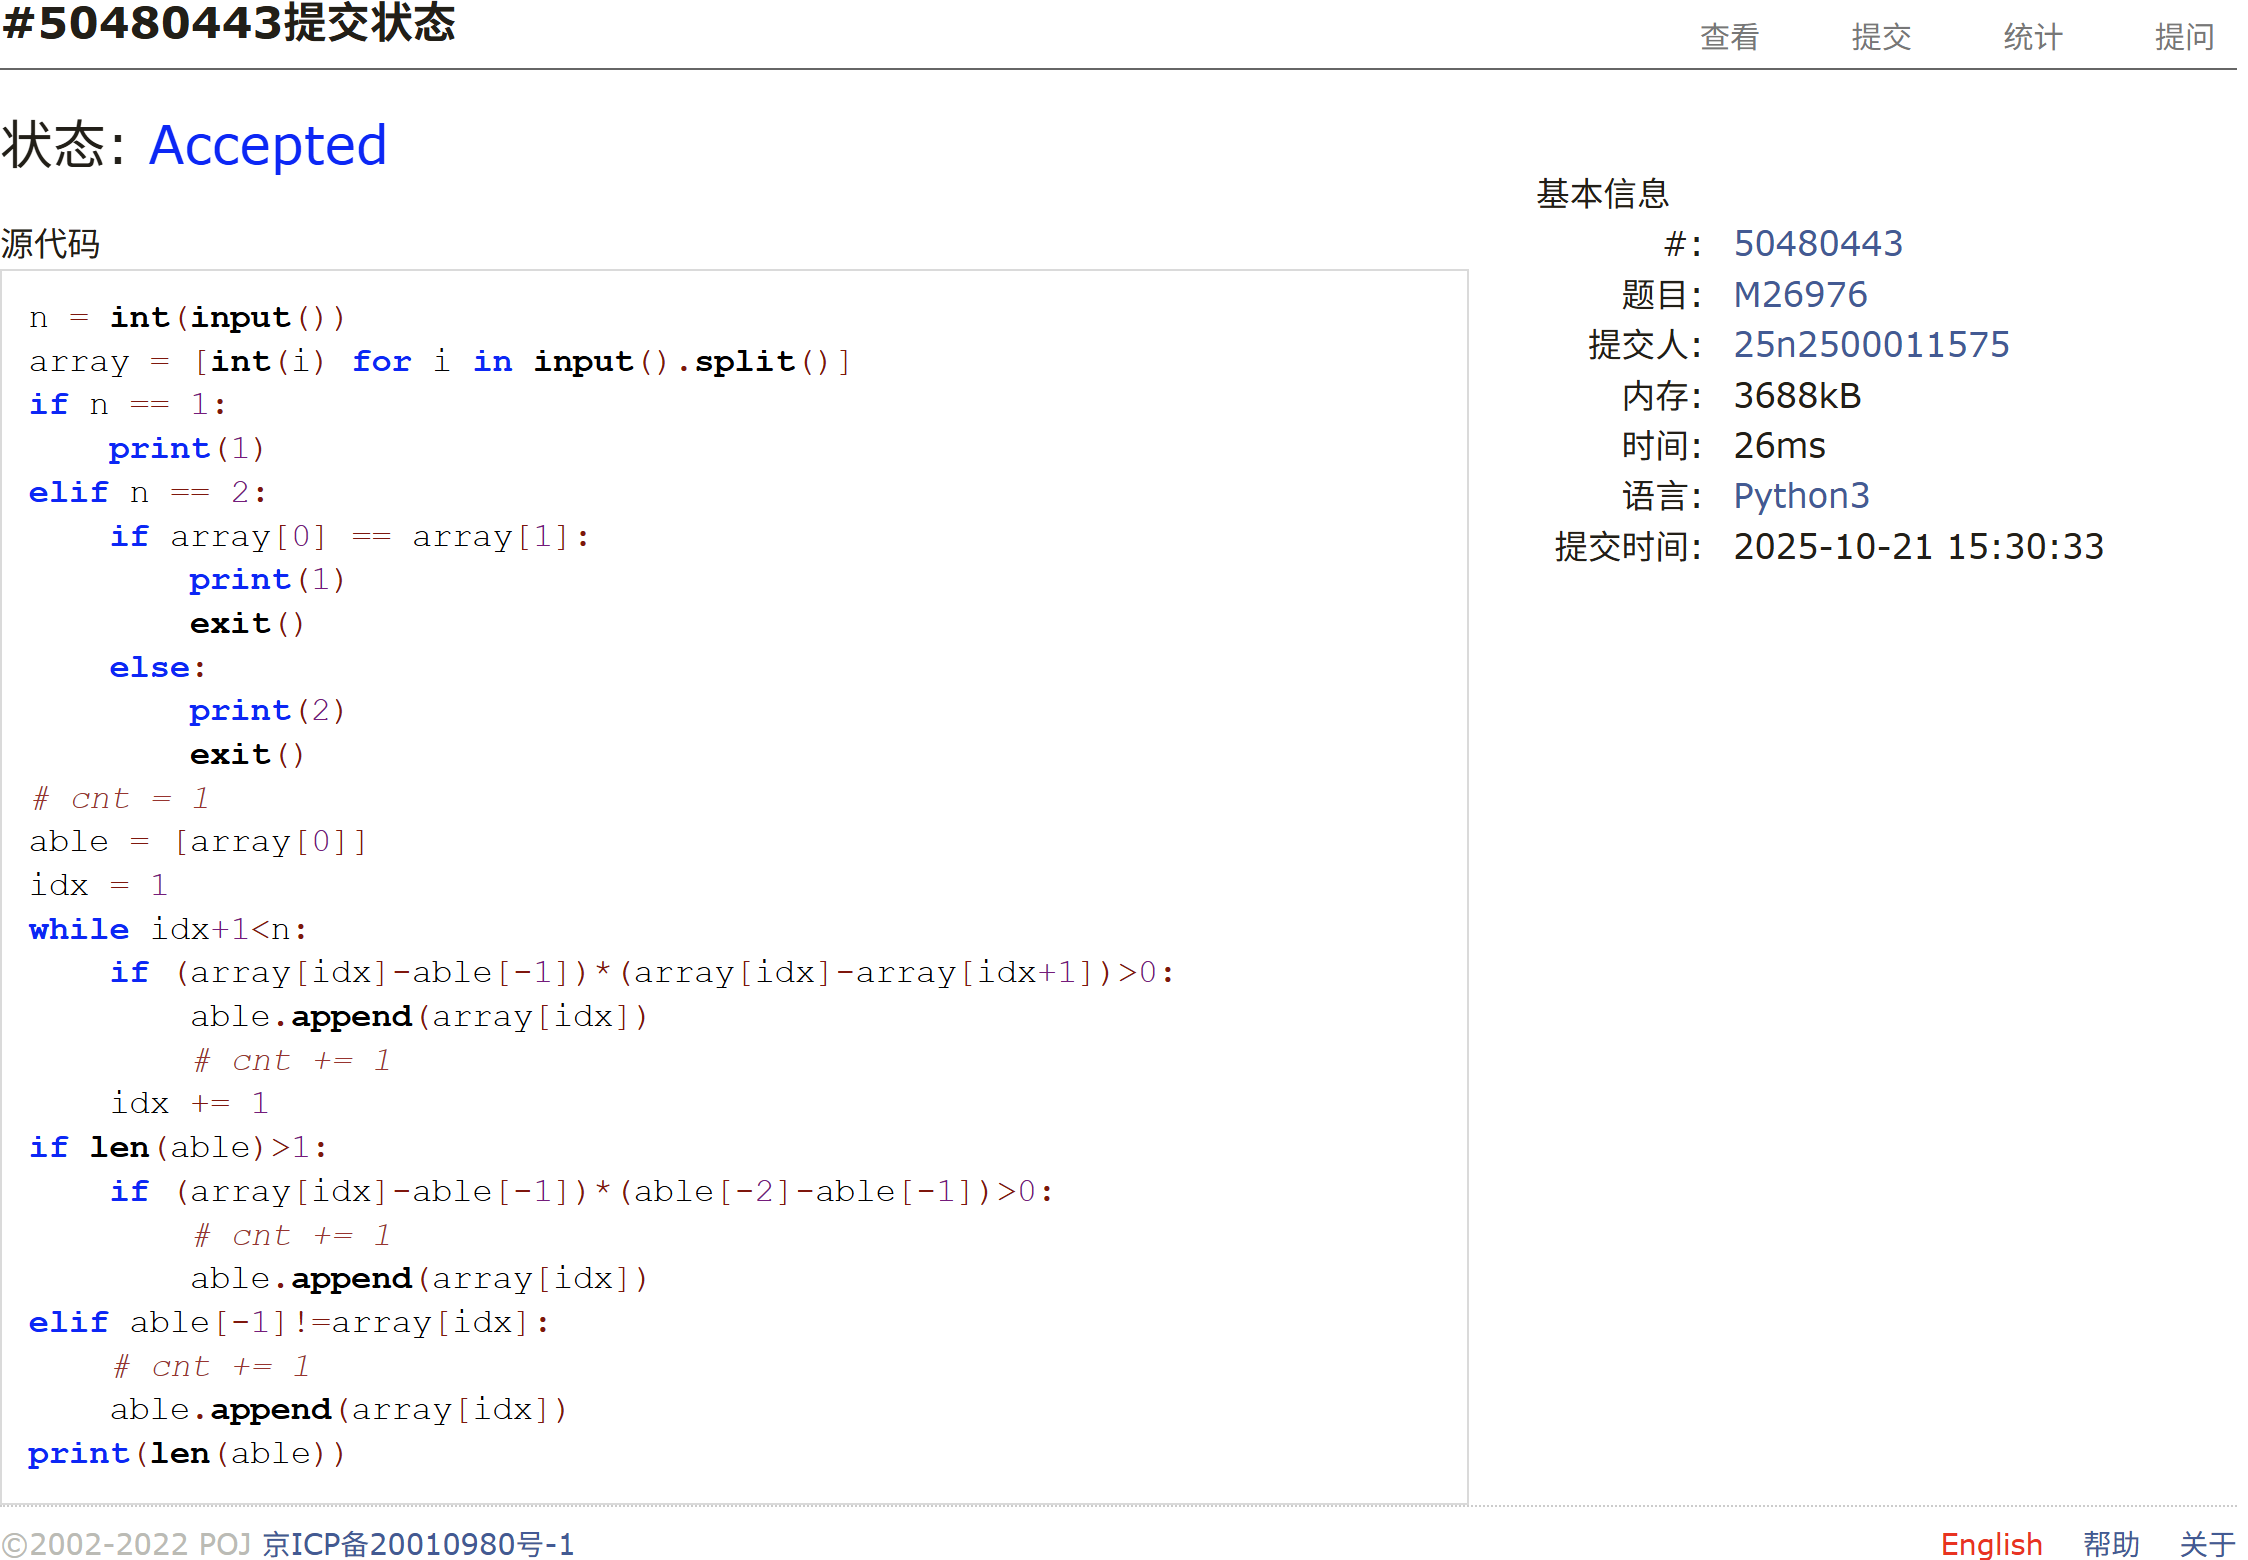 #50480443提交状态
查看 提交 统计 提问
状态: Accepted
源代码
n = int(input())
array = [int(i) for i in input().split()]
if n == 1:
    print(1)
elif n == 2:
    if array[0] == array[1]:
        print(1)
        exit()
    else:
        print(2)
        exit()
# cnt = 1
able = [array[0]]
idx = 1
while idx+1<n:
    if (array[idx]-able[-1])*(array[idx]-array[idx+1])>0:
        able.append(array[idx])
        # cnt += 1
    idx += 1
if len(able)>1:
    if (array[idx]-able[-1])*(able[-2]-able[-1])>0:
        # cnt += 1
        able.append(array[idx])
elif able[-1]!=array[idx]:
    # cnt += 1
    able.append(array[idx])
print(len(able))
基本信息
#: 50480443
题目: M26976
提交人: 25n2500011575
内存: 3688kB
时间: 26ms
语言: Python3
提交时间: 2025-10-21 15:30:33
©2002-2022 POJ 京ICP备20010980号-1
English 帮助 关于